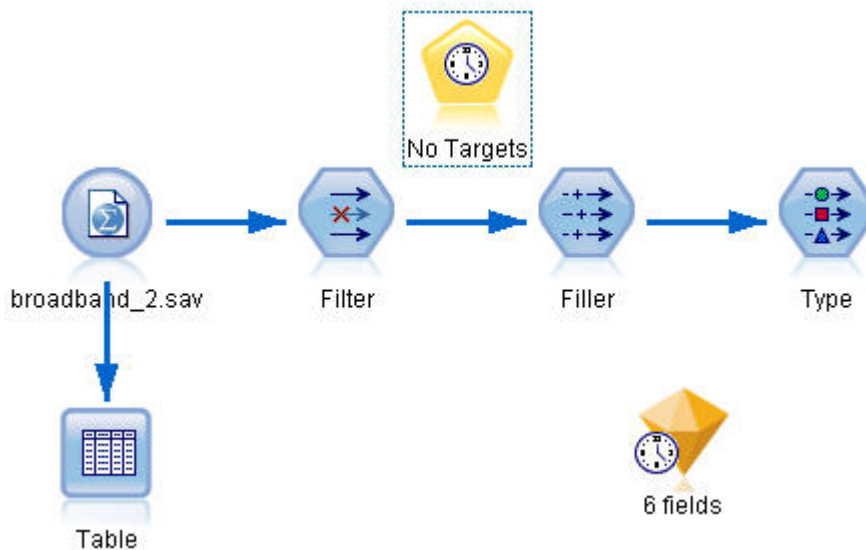 No Targets
broadband_2.sav
Filter
Filler
Type
6 fields
Table